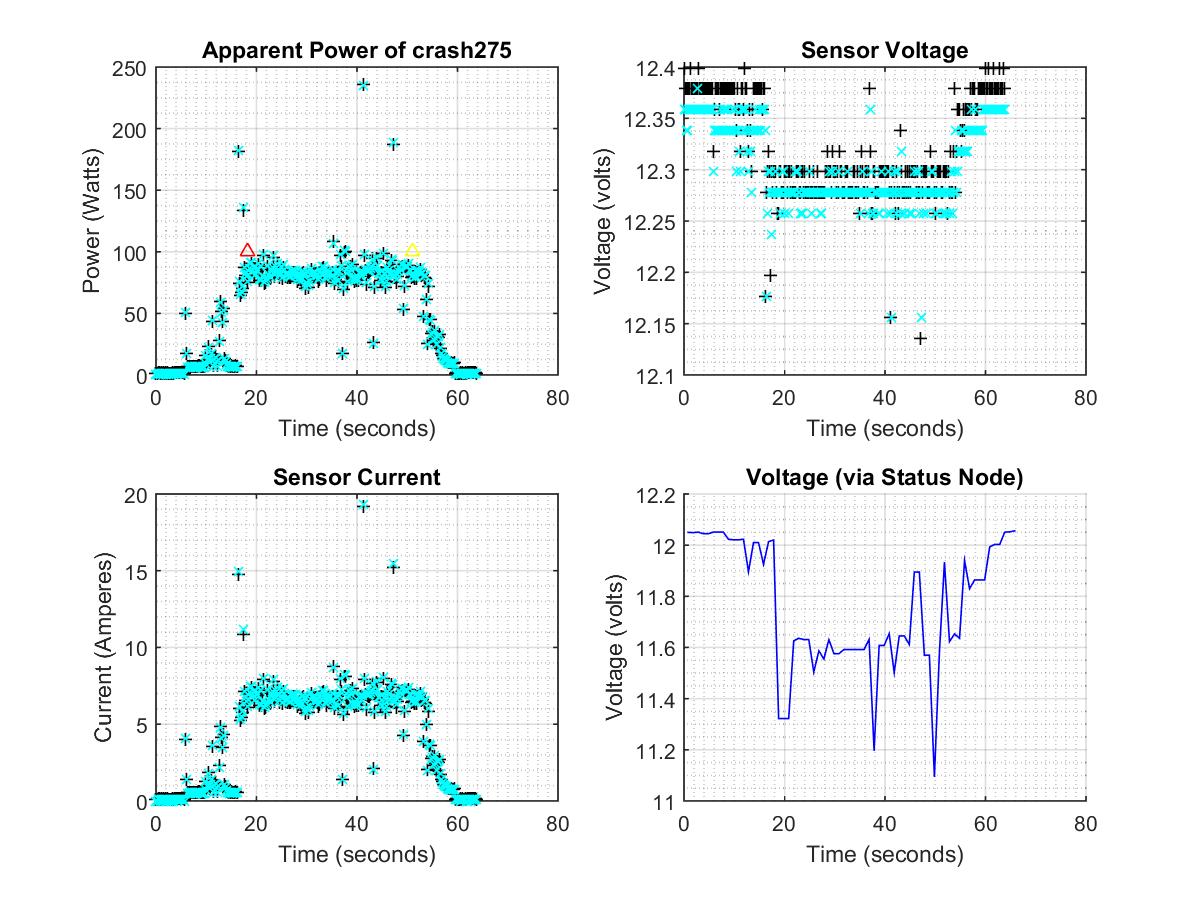 Apparent Power of crash275
250
200
150
100
50
0
Power (Watts)
0 20 40 60 80
Time (seconds)
Sensor Voltage
12.4
12.35
12.3
12.25
12.2
12.15
12.1
Voltage (volts)
0 20 40 60 80
Time (seconds)
Sensor Current
20
15
10
5
0
Current (Amperes)
0 20 40 60 80
Time (seconds)
Voltage (via Status Node)
12.2
12
11.8
11.6
11.4
11.2
11
Voltage (volts)
0 20 40 60 80
Time (seconds)